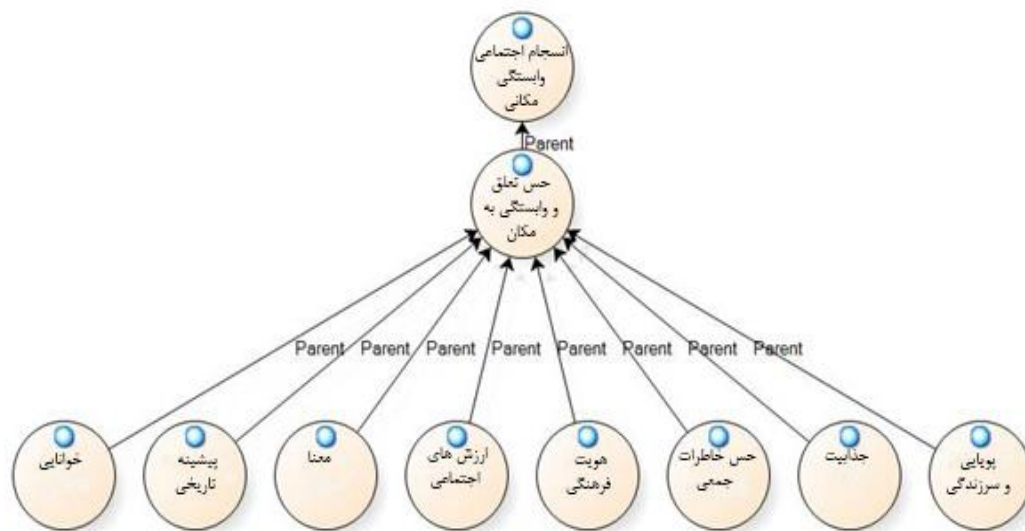 انسجام اجتماعی
وابستگی
مکانی
Parent
حس تعلق
و وابستگی به
مکان
Parent Parent Parent Parent Parent Parent Parent Parent
خوانایی
پیشینه
تاریخی
معنا
ارزش های
اجتماعی
هویت
فرهنگی
حس خاطرات
جمعی
جذابیت
پویایی
و سرزندگی